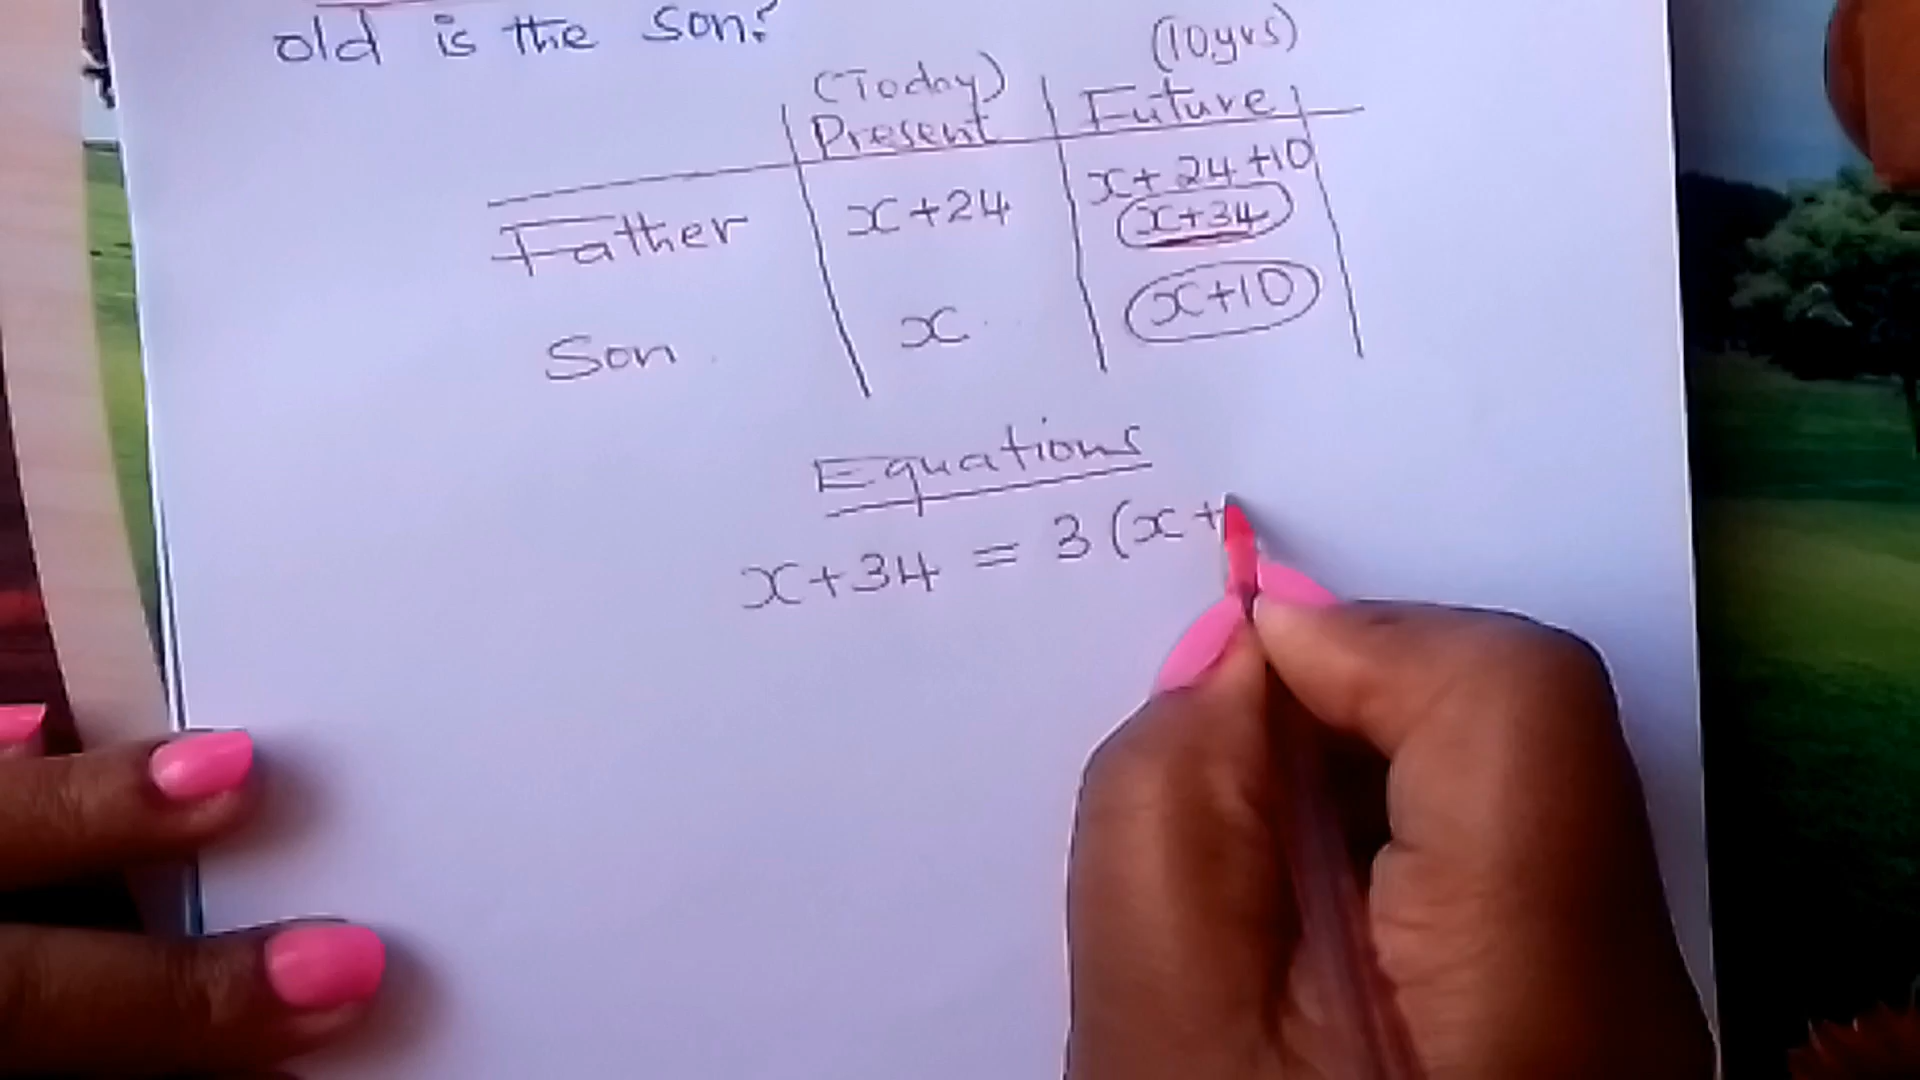 old is the son?
(Today) (10yrs)
Present Future
Father x+24 x+24+10
x+34
Son x x+10
Equations
x+34 = 3(x+